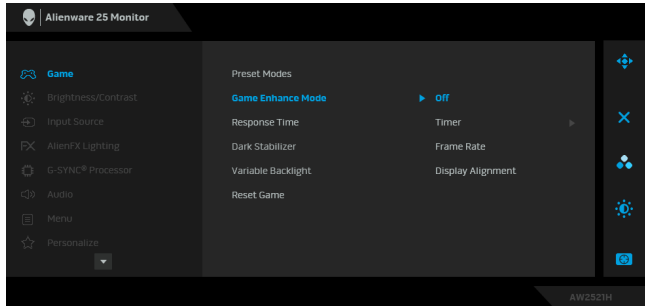 Alienware 25 Monitor
Game
Preset Modes
Game Enhance Mode
Off
Brightness/Contrast
Input Source
Response Time
Timer
FX AlienFX Lighting
Dark Stabilizer
Frame Rate
G-SYNC® Processor
Variable Backlight
Display Alignment
Audio
Reset Game
Menu
Personalize
AW2521H